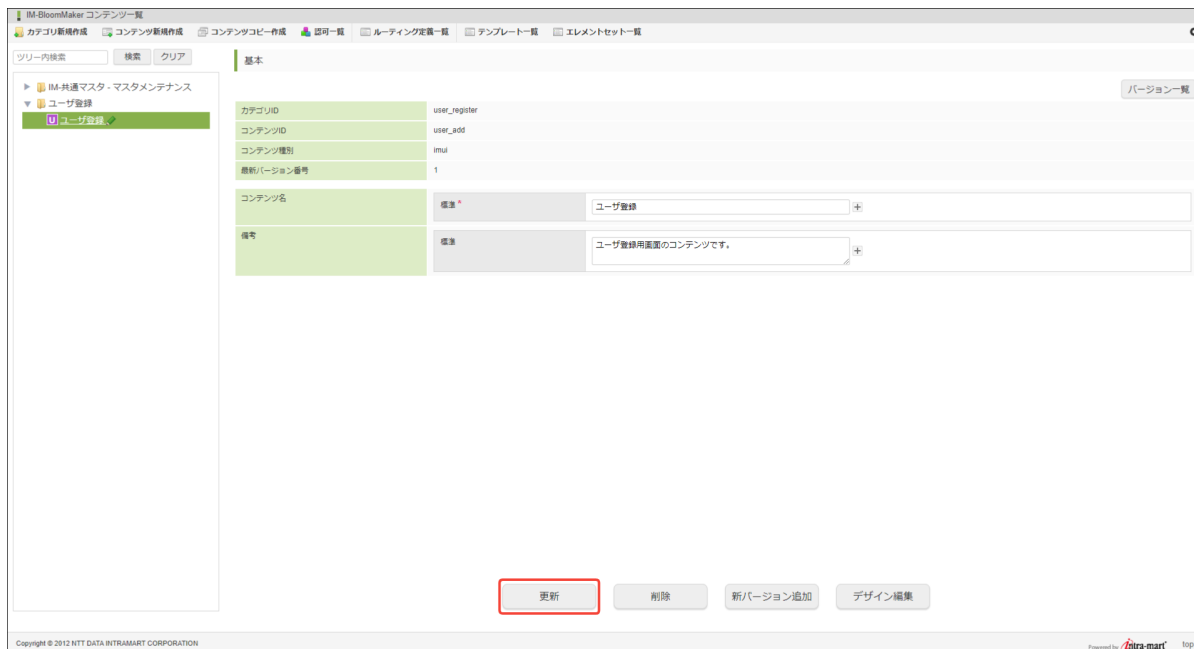 IM-BloomMaker コンテンツ一覧
カテゴリ新規作成 コンテンツ新規作成 コンテンツコピー作成 認可一覧 ルーティング定義一覧 テンプレート一覧 エレメントセット一覧
ツリー内検索 検索 クリア
基本
IM-共通マスタ - マスタメンテナンス
バージョン一覧
ユーザ登録
U ユーザ登録
カテゴリID user_register
コンテンツID user_add
コンテンツ種別 imui
最新バージョン番号 1
コンテンツ名 標準 * ユーザ登録
備考 標準 ユーザ登録用画面のコンテンツです。
更新 削除 新バージョン追加 デザイン編集
Copyright © 2012 NTT DATA INTRAMART CORPORATION
Powered by intra-mart top